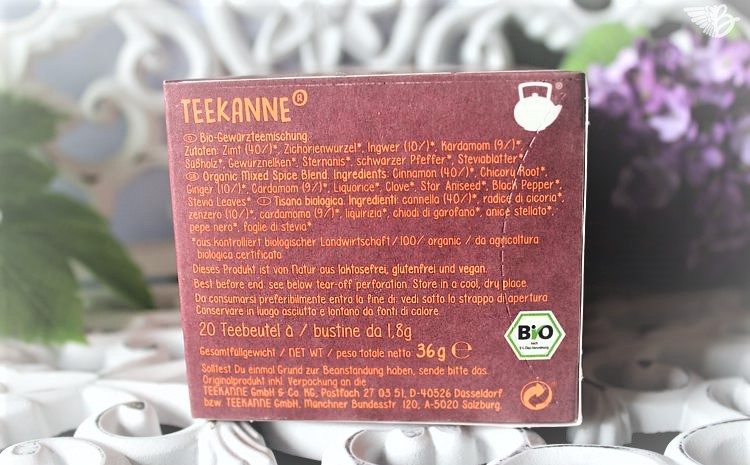 TEEKANNE®
D Bio-Gewürzteemischung.
Zutaten: Zimt (40%)*, Zichorienwurzel*, Ingwer (10%)*, Kardamom (9%)*,
Süßholz*, Gewürznelken*, Sternanis*, schwarzer Pfeffer*, Steviablätter*
GB Organic Mixed Spice Blend. Ingredients: Cinnamon (40%)*, Chicory Root*,
Ginger (10%)*, Cardamom (9%)*, Liquorice*, Clove*, Star Aniseed*, Black Pepper*,
Stevia Leaves* I Tisana biologica. Ingredienti: cannella (40%)*, radice di cicoria*,
zenzero (10%)*, cardamomo (9%)*, liquirizia*, chiodi di garofano*, anice stellato*,
pepe nero*, foglie di stevia*
*aus kontrolliert biologischer Landwirtschaft / 100% organic / da agricoltura
biologica certificata
Dieses Produkt ist von Natur aus laktosefrei, glutenfrei und vegan.
Best before end: see below tear-off perforation. Store in a cool, dry place.
Da consumarsi preferibilmente entro la fine di: vedi sotto lo strappo di apertura
Conservare in luogo asciutto e lontano da fonti di calore.
20 Teebeutel à / bustine da 1,8g
Gesamtfüllgewicht / NET WT / peso totale netto 36g e
Solltest Du einmal Grund zur Beanstandung haben, sende bitte das
Originalprodukt inkl. Verpackung an die
TEEKANNE GmbH & Co. KG, Postfach 27 03 51, D-40526 Düsseldorf
bzw. TEEKANNE GmbH, Münchner Bundesstr. 120, A-5020 Salzburg.
®
BiO
nach
EG-Öko-Verordnung
B